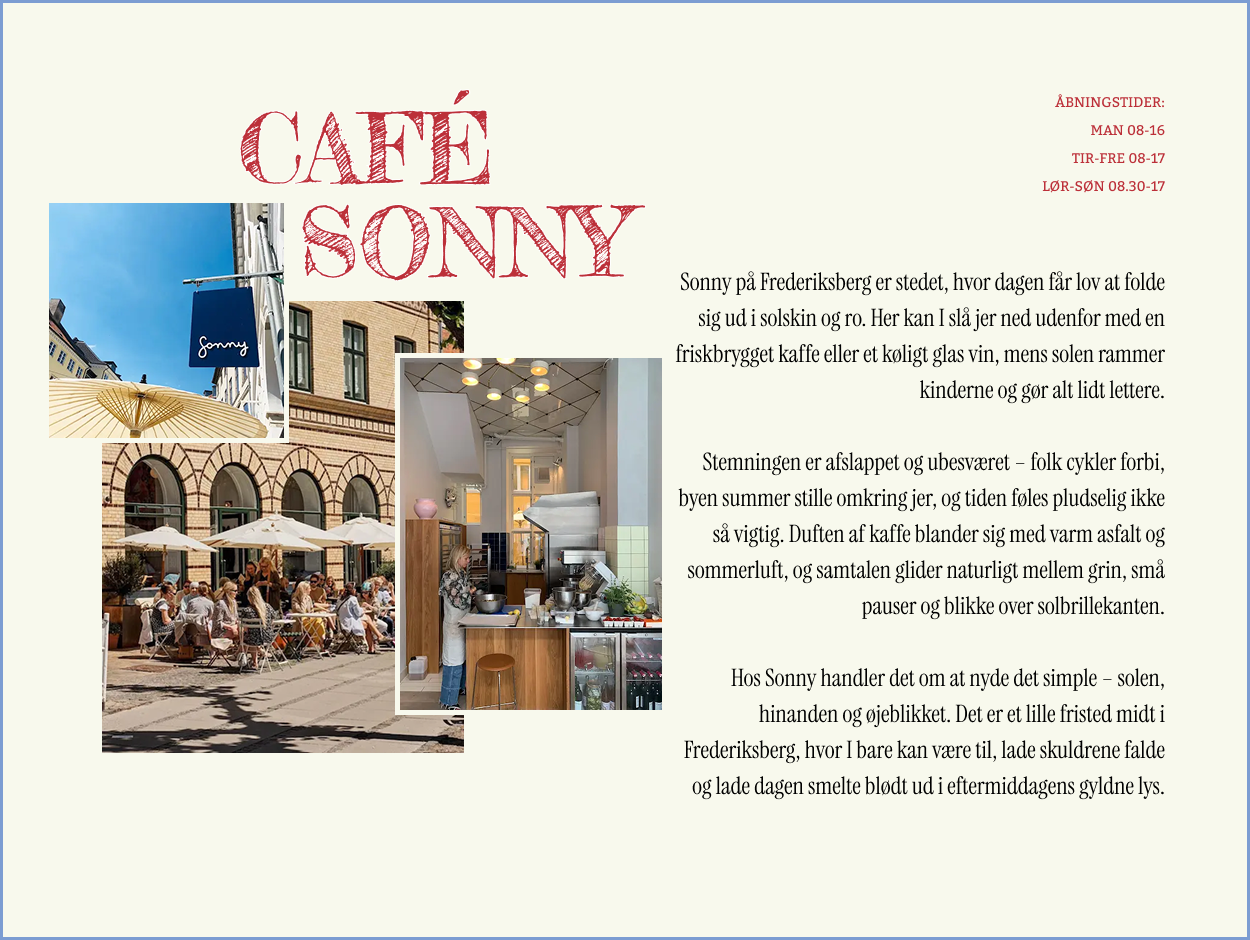 CAFÉ
SONNY
ÅBNINGSTIDER:
MAN 08-16
TIR-FRE 08-17
LØR-SØN 08.30-17
Sonny
Sonny på Frederiksberg er stedet, hvor dagen får lov at folde
sig ud i solskin og ro. Her kan I slå jer ned udenfor med en
friskbrygget kaffe eller et køligt glas vin, mens solen rammer
kinderne og gør alt lidt lettere.
Stemningen er afslappet og ubesværet – folk cykler forbi,
byen summer stille omkring jer, og tiden føles pludselig ikke
så vigtig. Duften af kaffe blander sig med varm asfalt og
sommerluft, og samtalen glider naturligt mellem grin, små
pauser og blikke over solbrillekanten.
Hos Sonny handler det om at nyde det simple – solen,
hinanden og øjeblikket. Det er et lille fristed midt i
Frederiksberg, hvor I bare kan være til, lade skuldrene falde
og lade dagen smelte blødt ud i eftermiddagens gyldne lys.